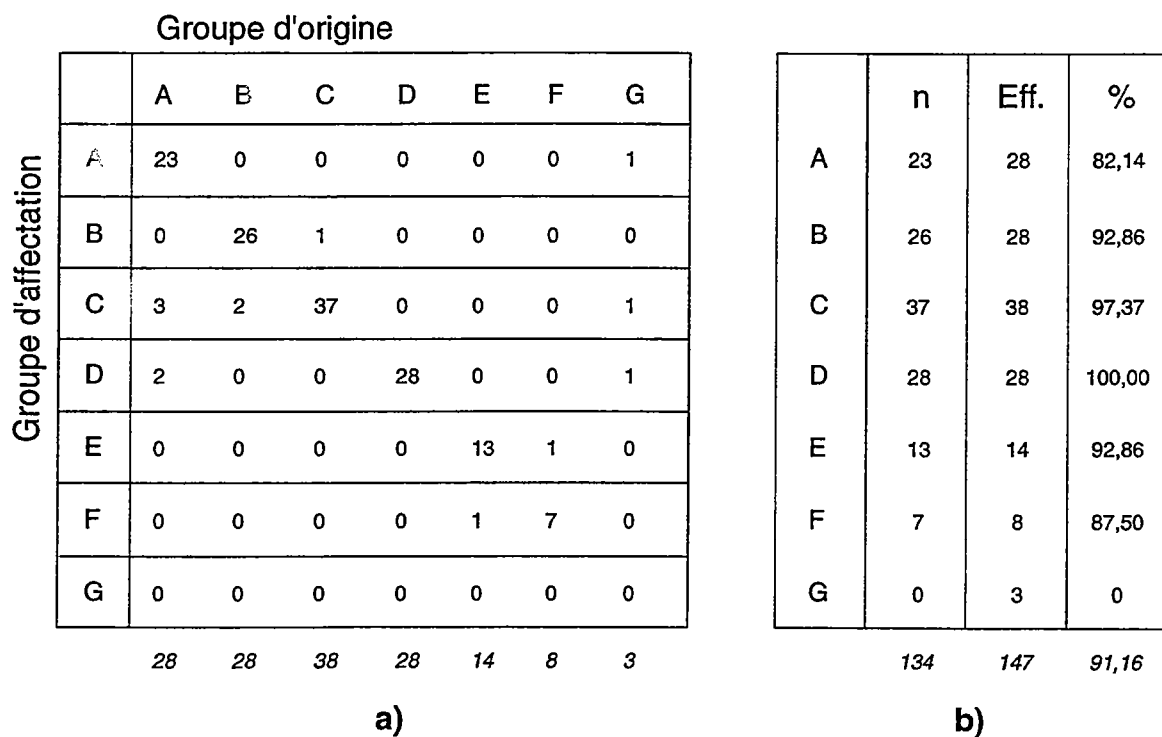 Groupe d'origine
Groupe d'affectation
A B C D E F G
A 23 0 0 0 0 0 1
B 0 26 1 0 0 0 0
C 3 2 37 0 0 0 1
D 2 0 0 28 0 0 1
E 0 0 0 0 13 1 0
F 0 0 0 0 1 7 0
G 0 0 0 0 0 0 0
28 28 38 28 14 8 3
a)
n Eff. %
A 23 28 82,14
B 26 28 92,86
C 37 38 97,37
D 28 28 100,00
E 13 14 92,86
F 7 8 87,50
G 0 3 0
134 147 91,16
b)